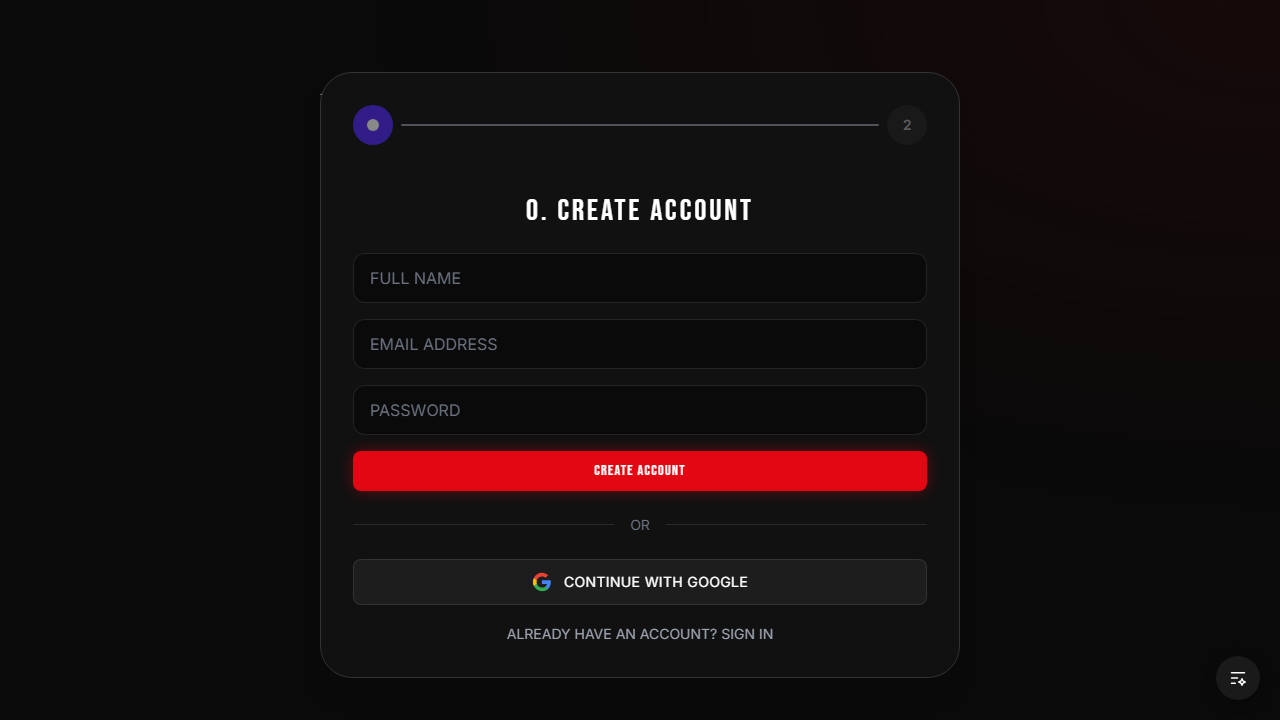 2
0. CREATE ACCOUNT
FULL NAME
EMAIL ADDRESS
PASSWORD
CREATE ACCOUNT
OR
CONTINUE WITH GOOGLE
ALREADY HAVE AN ACCOUNT? SIGN IN